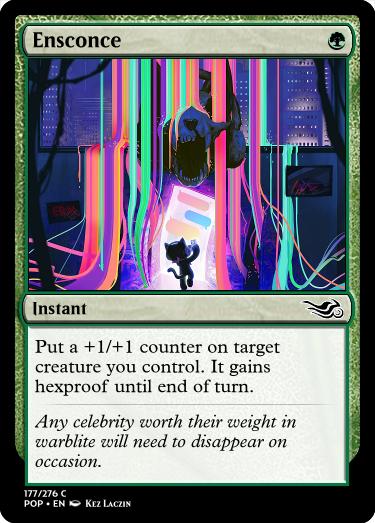 Ensconce
Instant
Put a +1/+1 counter on target
creature you control. It gains
hexproof until end of turn.
Any celebrity worth their weight in
warblite will need to disappear on
occasion.
177/276 C
POP • EN Kez Laczin